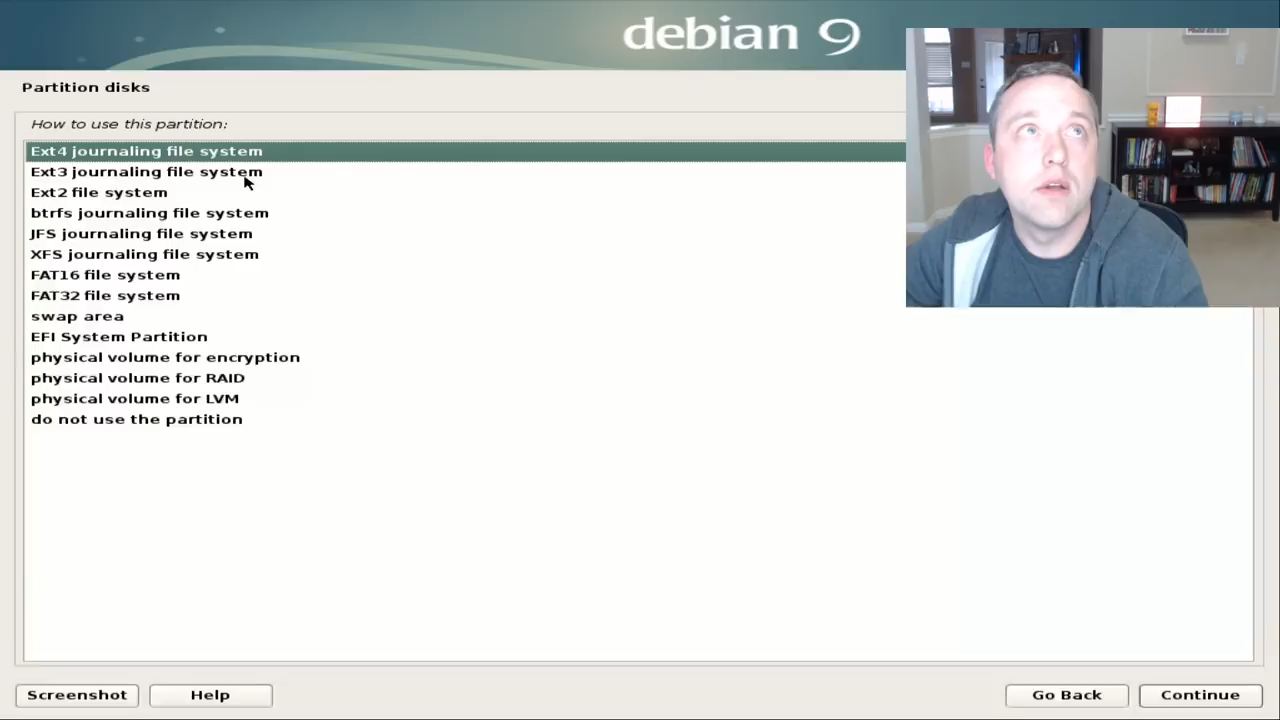 debian 9
Partition disks
How to use this partition:
Ext4 journaling file system
Ext3 journaling file system
Ext2 file system
btrfs journaling file system
JFS journaling file system
XFS journaling file system
FAT16 file system
FAT32 file system
swap area
EFI System Partition
physical volume for encryption
physical volume for RAID
physical volume for LVM
do not use the partition
Screenshot
Help
Go Back
Continue